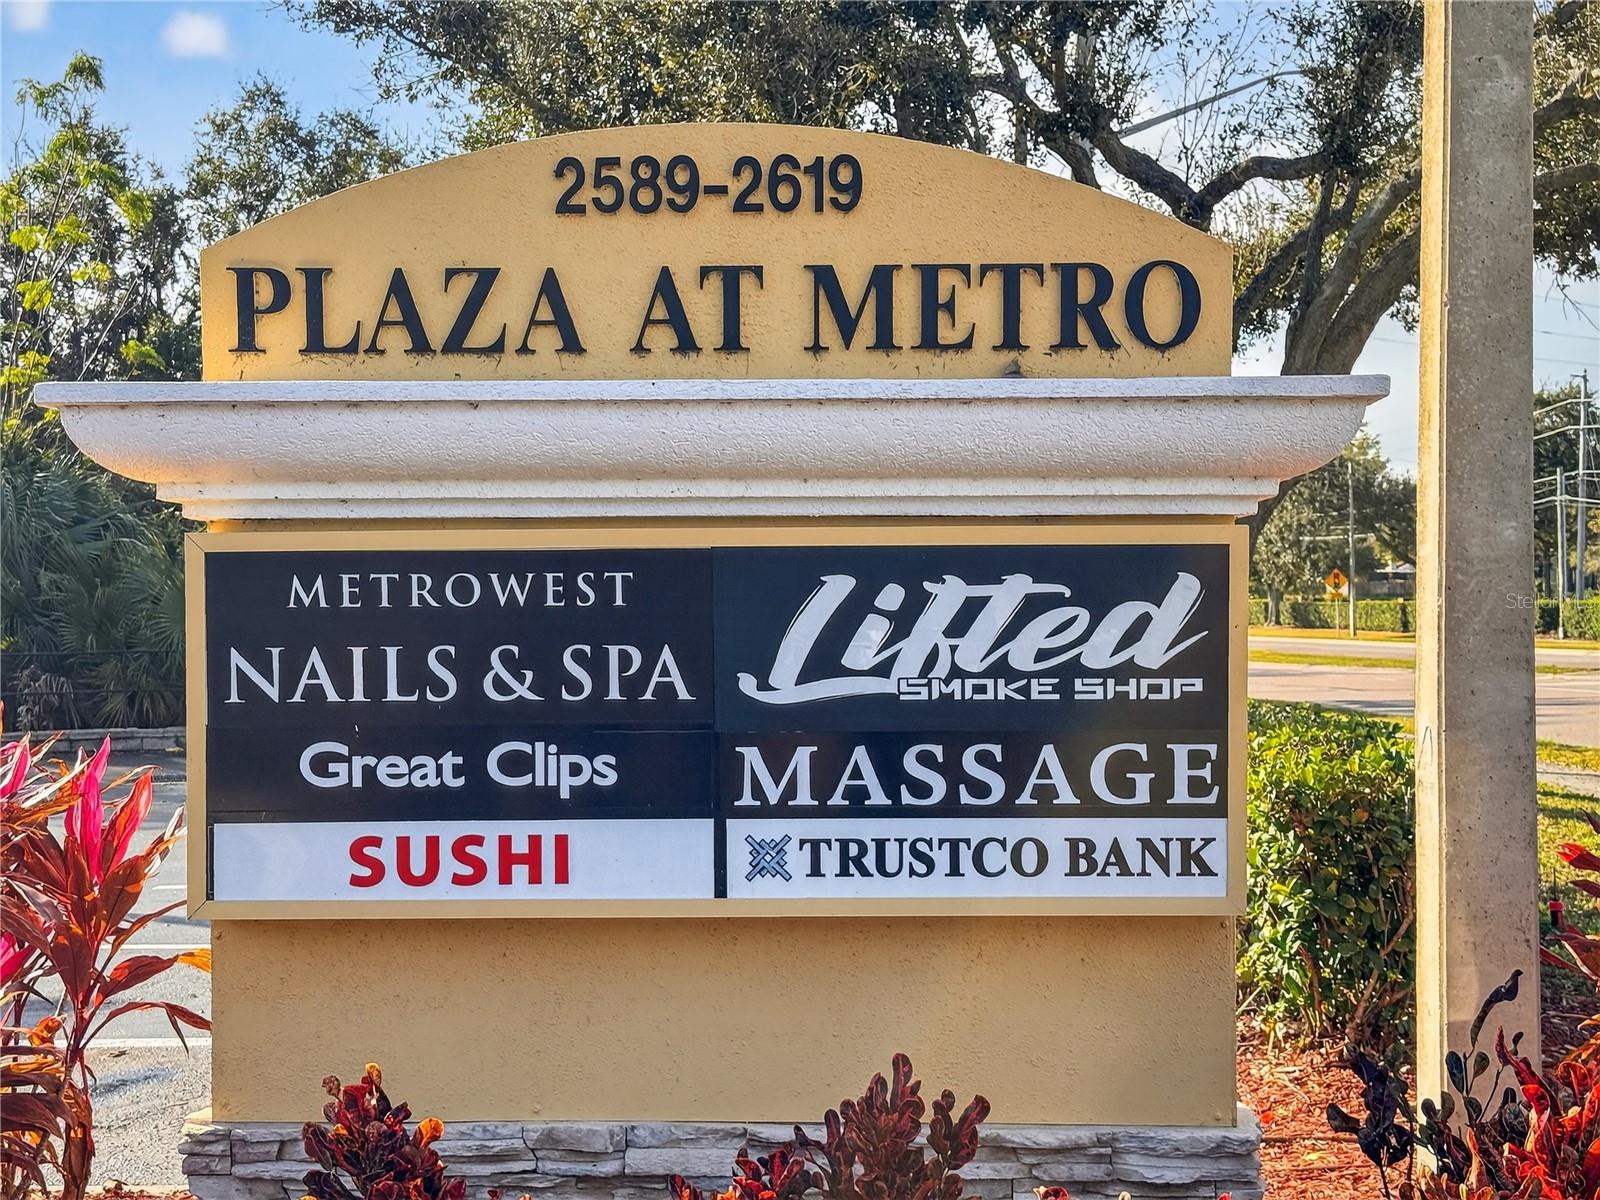 2589-2619
PLAZA AT METRO
METROWEST
NAILS & SPA
Great Clips
SUSHI
Lifted
SMOKE SHOP
MASSAGE
TRUSTCO BANK